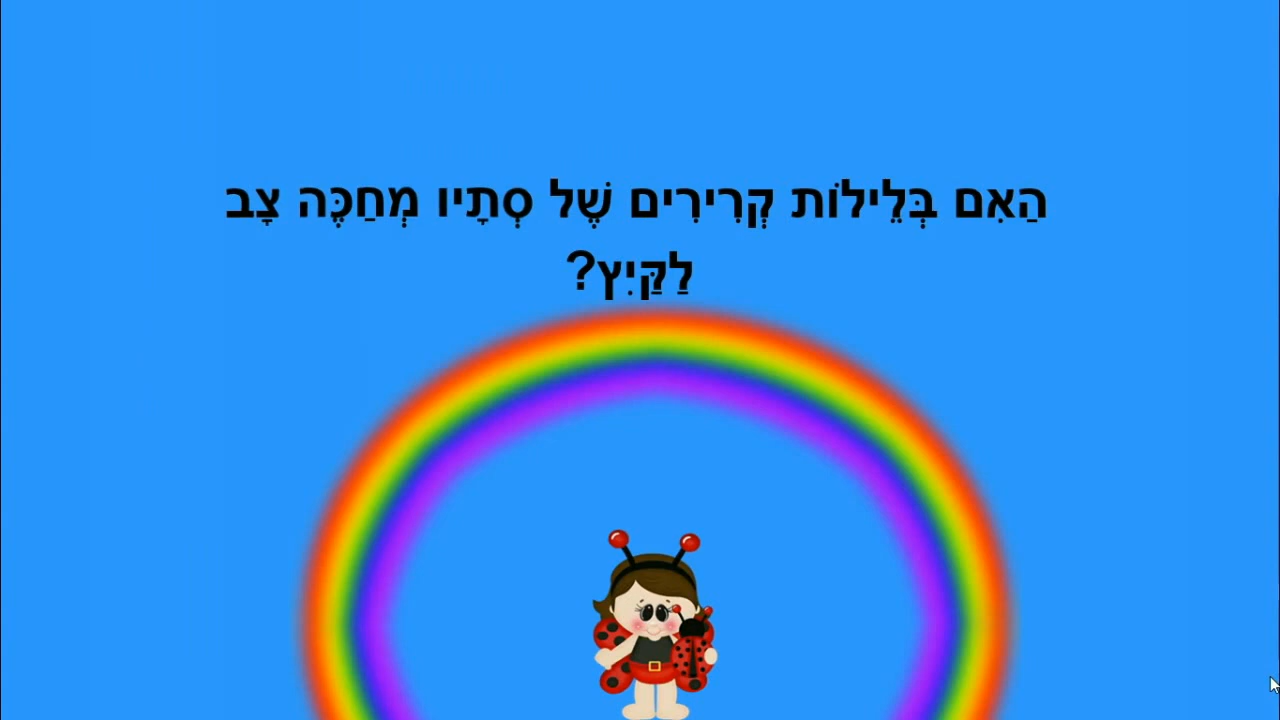 הַאִם בְּלֵילוֹת קְרִירִים שֶׁל סְתָיו מְחַכֶּה צָב
לַקַּיִץ?